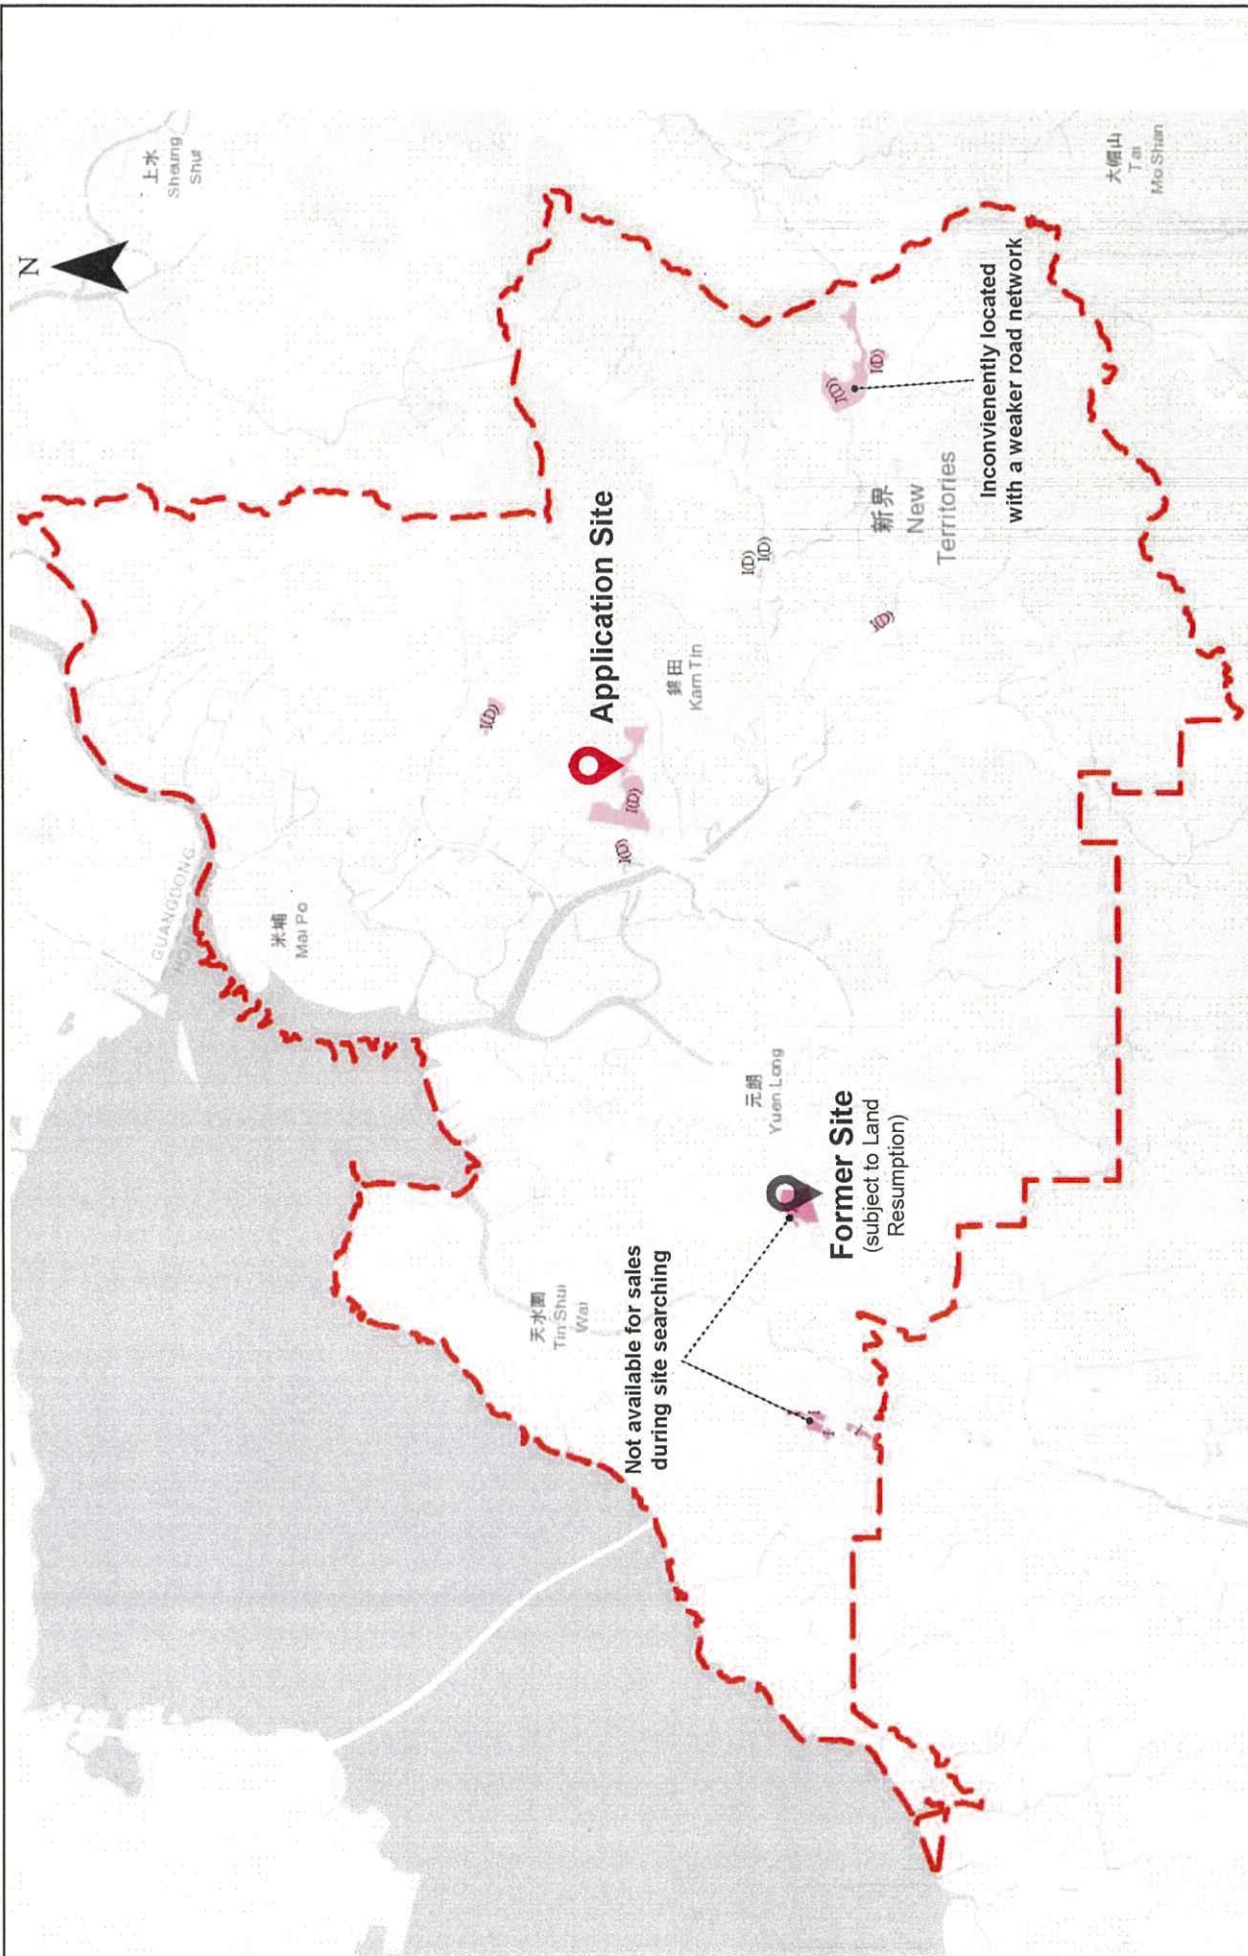 N
上水
Sheung
Shui
GUANGDONG
米埔
Mai Po
天水圍
Tin Shui
Wai
Not available for sales
during site searching
I(D)
Application Site
I(D)
I(D)
錦田
Kam Tin
元朗
Yuen Long
Former Site
(subject to Land
Resumption)
I
I
I
I(D)
I(D)
I(D)
I(D)
I(D)
新界
New
Territories
Inconvienently located
with a weaker road network
大帽山
Tai
Mo Shan